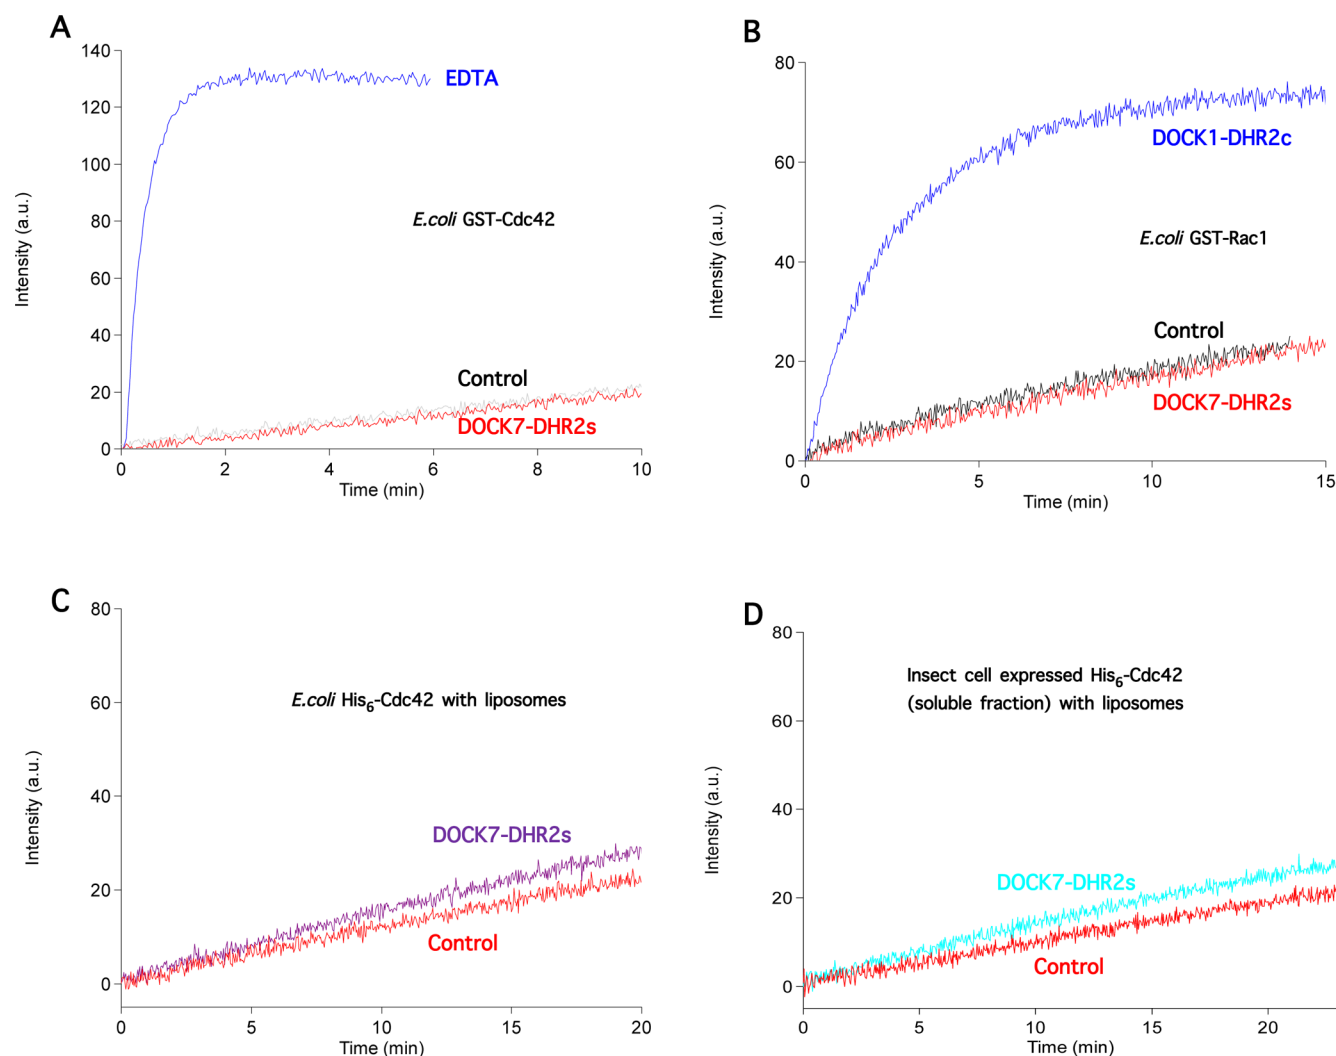 A
140
120
100
80
60
40
20
0
Intensity (a.u.)
EDTA
E.coli GST-Cdc42
Control
DOCK7-DHR2s
0 2 4 6 8 10
Time (min)
B
80
60
40
20
0
Intensity (a.u.)
DOCK1-DHR2c
E.coli GST-Rac1
Control
DOCK7-DHR2s
0 5 10 15
Time (min)
C
80
60
40
20
0
Intensity (a.u.)
E.coli His6-Cdc42 with liposomes
DOCK7-DHR2s
Control
0 5 10 15 20
Time (min)
D
80
60
40
20
0
Intensity (a.u.)
Insect cell expressed His6-Cdc42
(soluble fraction) with liposomes
DOCK7-DHR2s
Control
0 5 10 15 20
Time (min)